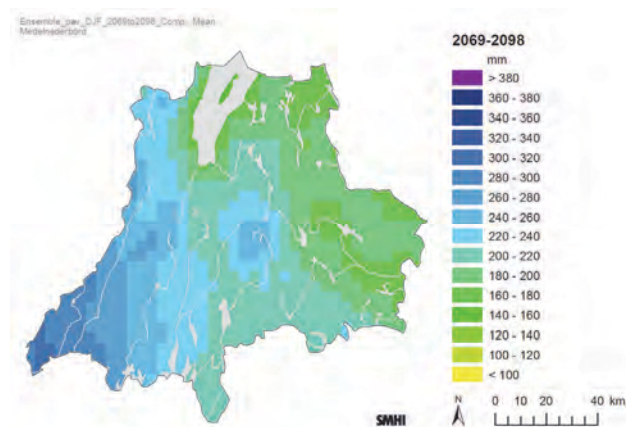 Ensemble_pav_DJF_2069to2098_Comp. Mean
Medelnederbörd
2069-2098
mm
> 380
360 - 380
340 - 360
320 - 340
300 - 320
280 - 300
260 - 280
240 - 260
220 - 240
200 - 220
180 - 200
160 - 180
140 - 160
120 - 140
100 - 120
< 100
N
0 10 20 40 km
SMHI